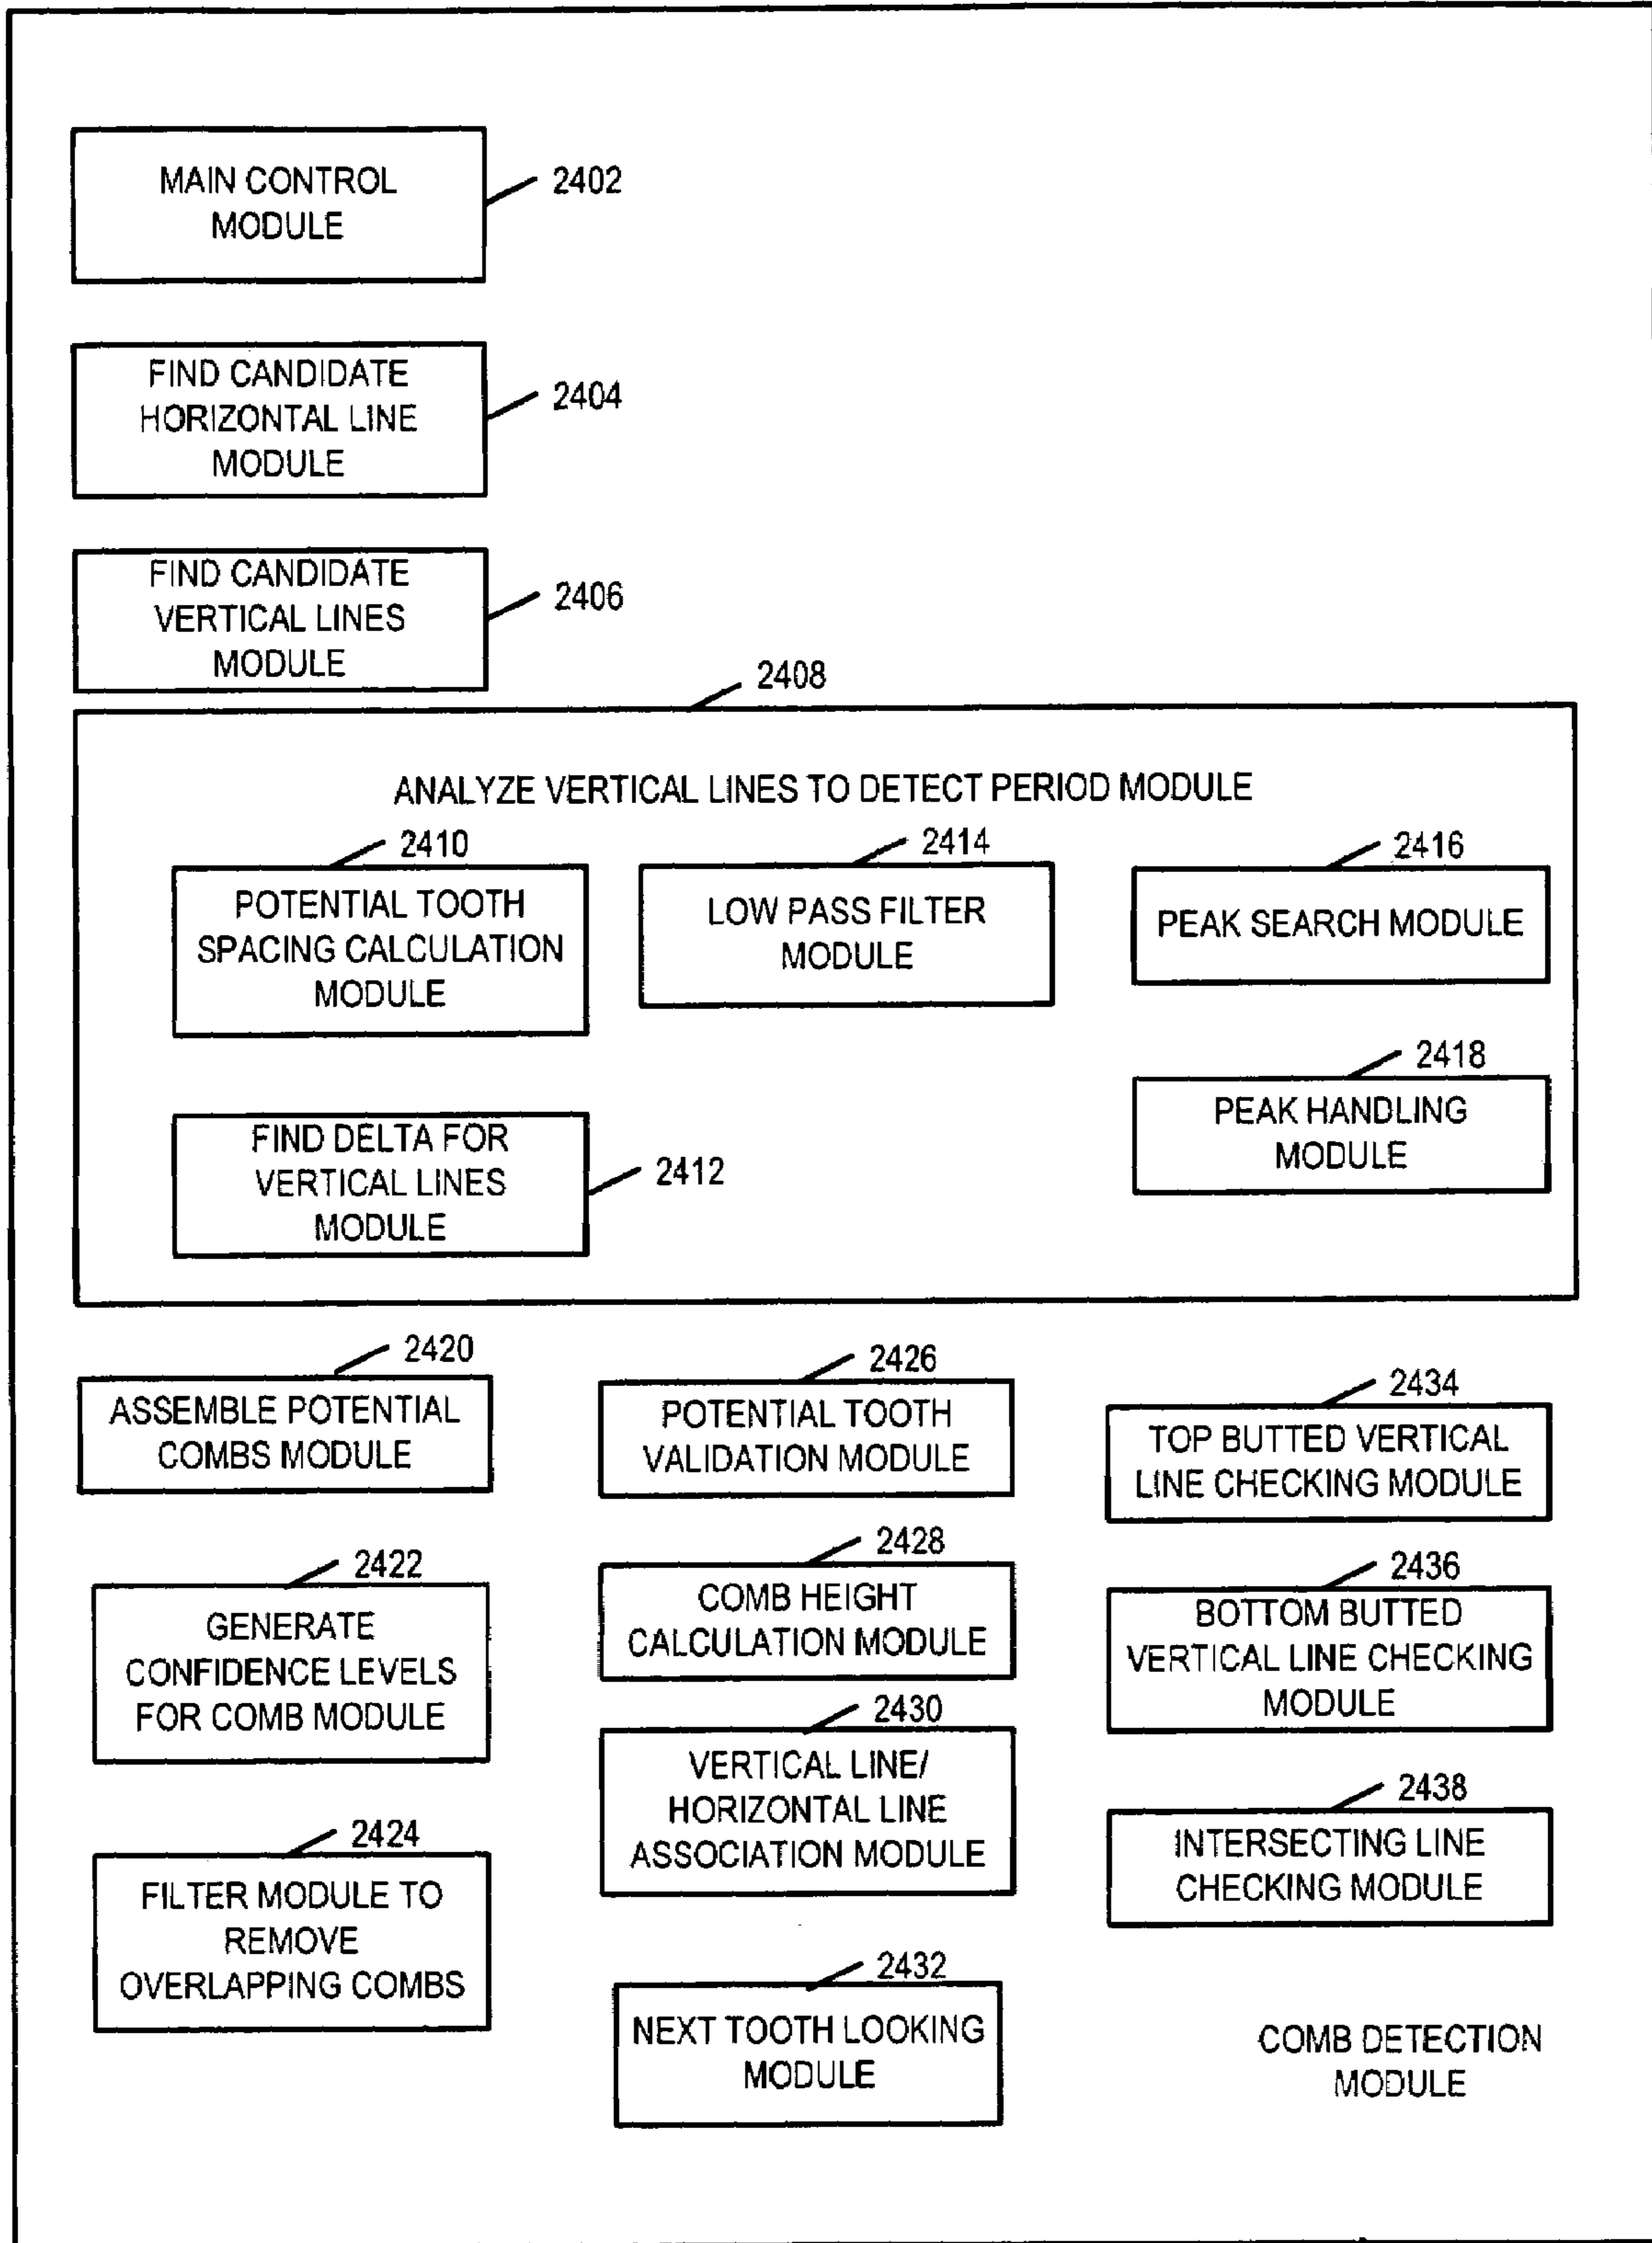 MAIN CONTROL
MODULE
2402
FIND CANDIDATE
HORIZONTAL LINE
MODULE
2404
FIND CANDIDATE
VERTICAL LINES
MODULE
2406
2408
ANALYZE VERTICAL LINES TO DETECT PERIOD MODULE
2410
POTENTIAL TOOTH
SPACING CALCULATION
MODULE
2414
LOW PASS FILTER
MODULE
2416
PEAK SEARCH MODULE
2418
PEAK HANDLING
MODULE
FIND DELTA FOR
VERTICAL LINES
MODULE
2412
2420
ASSEMBLE POTENTIAL
COMBS MODULE
2422
GENERATE
CONFIDENCE LEVELS
FOR COMB MODULE
2424
FILTER MODULE TO
REMOVE
OVERLAPPING COMBS
2426
POTENTIAL TOOTH
VALIDATION MODULE
2428
COMB HEIGHT
CALCULATION MODULE
2430
VERTICAL LINE/
HORIZONTAL LINE
ASSOCIATION MODULE
2432
NEXT TOOTH LOOKING
MODULE
2434
TOP BUTTED VERTICAL
LINE CHECKING MODULE
2436
BOTTOM BUTTED
VERTICAL LINE CHECKING
MODULE
2438
INTERSECTING LINE
CHECKING MODULE
COMB DETECTION
MODULE